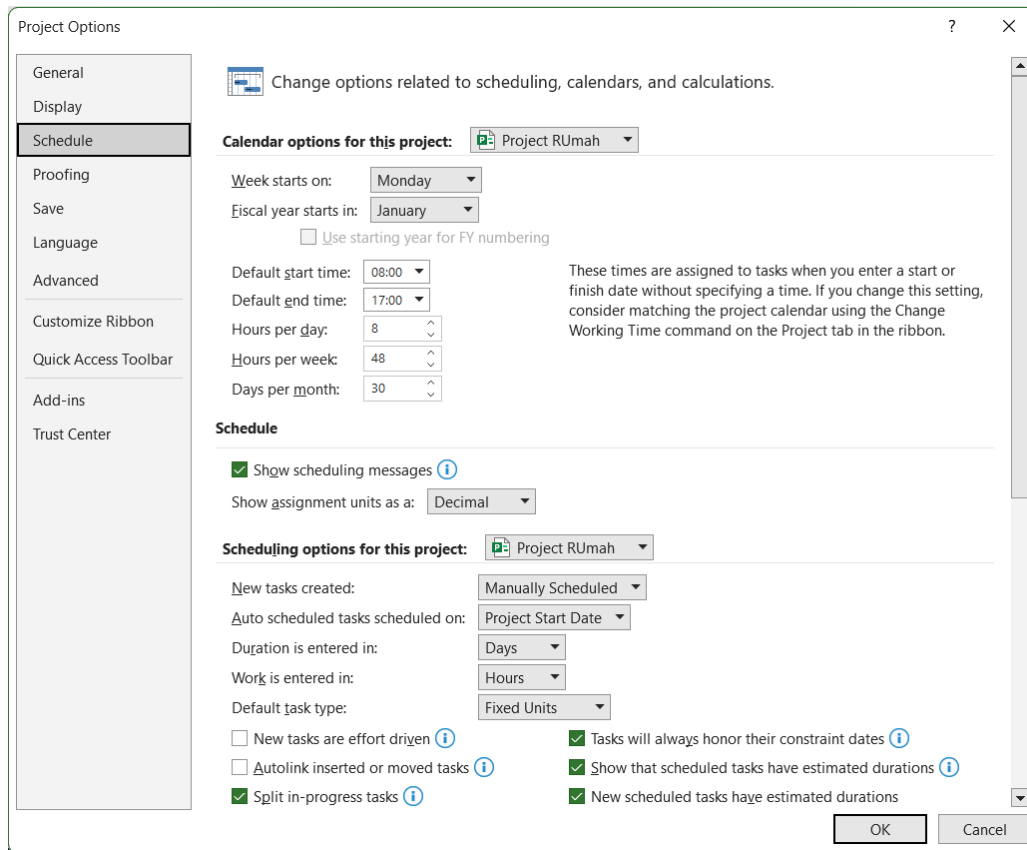 Project Options
?
General
Display
Schedule
Proofing
Save
Language
Advanced
Customize Ribbon
Quick Access Toolbar
Add-ins
Trust Center
Change options related to scheduling, calendars, and calculations.
Calendar options for this project: Project RUmah
Week starts on: Monday
Fiscal year starts in: January
Use starting year for FY numbering
Default start time: 08:00
Default end time: 17:00
Hours per day: 8
Hours per week: 48
Days per month: 30
These times are assigned to tasks when you enter a start or
finish date without specifying a time. If you change this setting,
consider matching the project calendar using the Change
Working Time command on the Project tab in the ribbon.
Schedule
Show scheduling messages
Show assignment units as a: Decimal
Scheduling options for this project: Project RUmah
New tasks created: Manually Scheduled
Auto scheduled tasks scheduled on: Project Start Date
Duration is entered in: Days
Work is entered in: Hours
Default task type: Fixed Units
New tasks are effort driven
Autolink inserted or moved tasks
Split in-progress tasks
Tasks will always honor their constraint dates
Show that scheduled tasks have estimated durations
New scheduled tasks have estimated durations
OK
Cancel